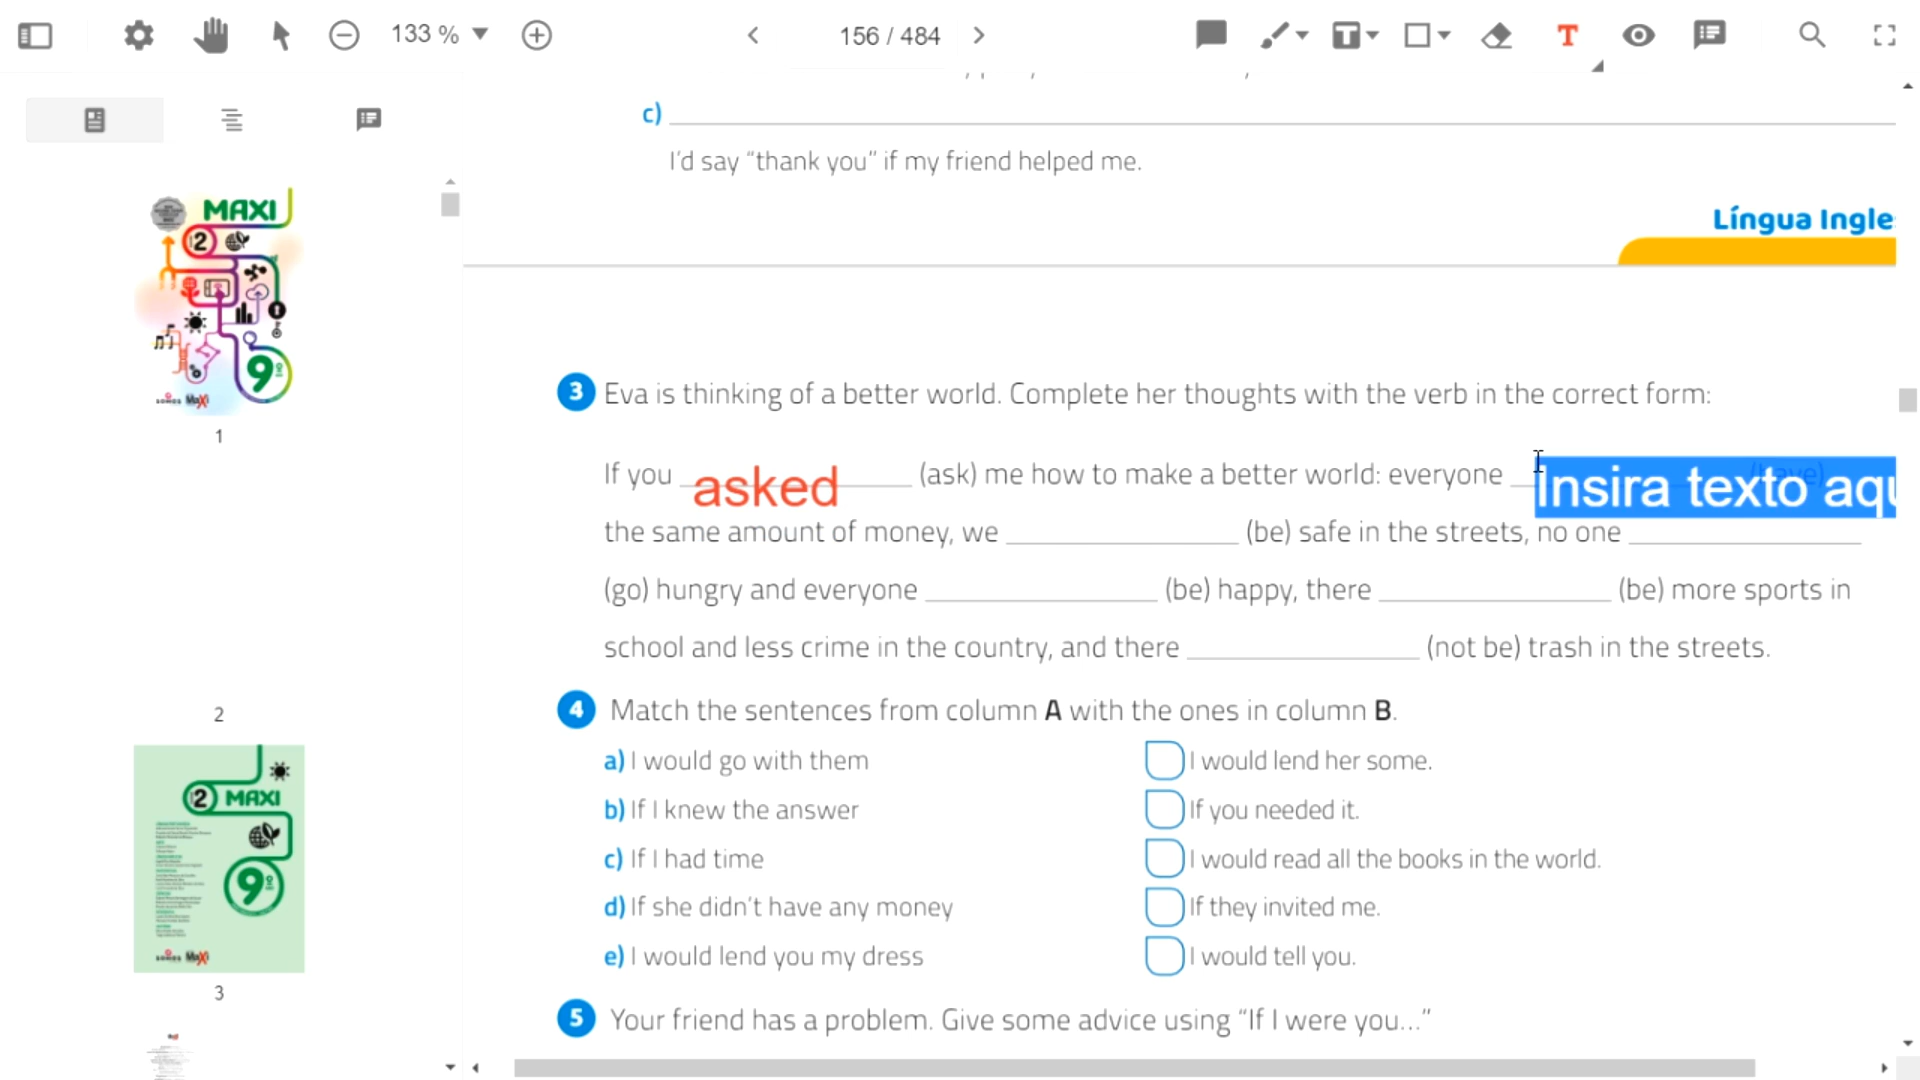 133 %
156 / 484
c)
I'd say “thank you” if my friend helped me.
Língua Ingle
3 Eva is thinking of a better world. Complete her thoughts with the verb in the correct form:
If you asked (ask) me how to make a better world: everyone Insira texto aqu (have)
the same amount of money, we (be) safe in the streets, no one
(go) hungry and everyone (be) happy, there (be) more sports in
school and less crime in the country, and there (not be) trash in the streets.
4 Match the sentences from column A with the ones in column B.
a) I would go with them I would lend her some.
b) If I knew the answer If you needed it.
c) If I had time I would read all the books in the world.
d) If she didn't have any money If they invited me.
e) I would lend you my dress I would tell you.
5 Your friend has a problem. Give some advice using “If I were you...”
MAXI
2
9
SOMOS Maxi
1
2
2 MAXI
9
SOMOS Maxi
3